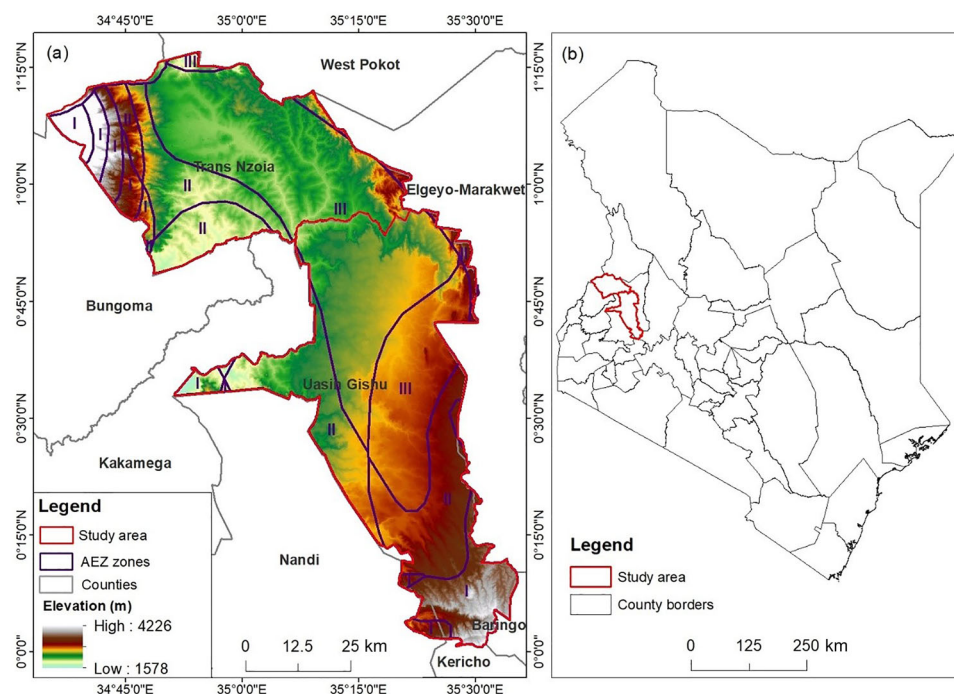 34°45'0"E 35°0'0"E 35°15'0"E 35°30'0"E
(a)
(b)
1°15'0"N
1°0'0"N
0°45'0"N
0°30'0"N
0°15'0"N
0°0'0"
1°15'0"N
1°0'0"N
0°45'0"N
0°30'0"N
0°15'0"N
0°0'0"
West Pokot
III
I
I
I
II
Trans Nzoia
II
II
III
Elgeyo-Marakwet
Bungoma
I
Uasin Gishu
III
II
II
Kakamega
Nandi
I
Baringo
Kericho
Legend
Study area
AEZ zones
Counties
Elevation (m)
High : 4226
Low : 1578
0 12.5 25 km
34°45'0"E 35°0'0"E 35°15'0"E 35°30'0"E
Legend
Study area
County borders
0 125 250 km